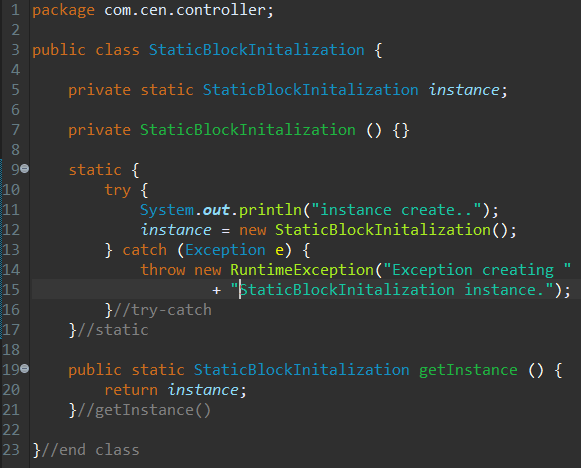 1 package com.cen.controller;
2
3 public class StaticBlockInitalization {
4
5 private static StaticBlockInitalization instance;
6
7 private StaticBlockInitalization () {}
8
9 static {
10 try {
11 System.out.println("instance create..");
12 instance = new StaticBlockInitalization();
13 } catch (Exception e) {
14 throw new RuntimeException("Exception creating "
15 + "StaticBlockInitalization instance.");
16 }//try-catch
17 }//static
18
19 public static StaticBlockInitalization getInstance () {
20 return instance;
21 }//getInstance()
22
23 }//end class